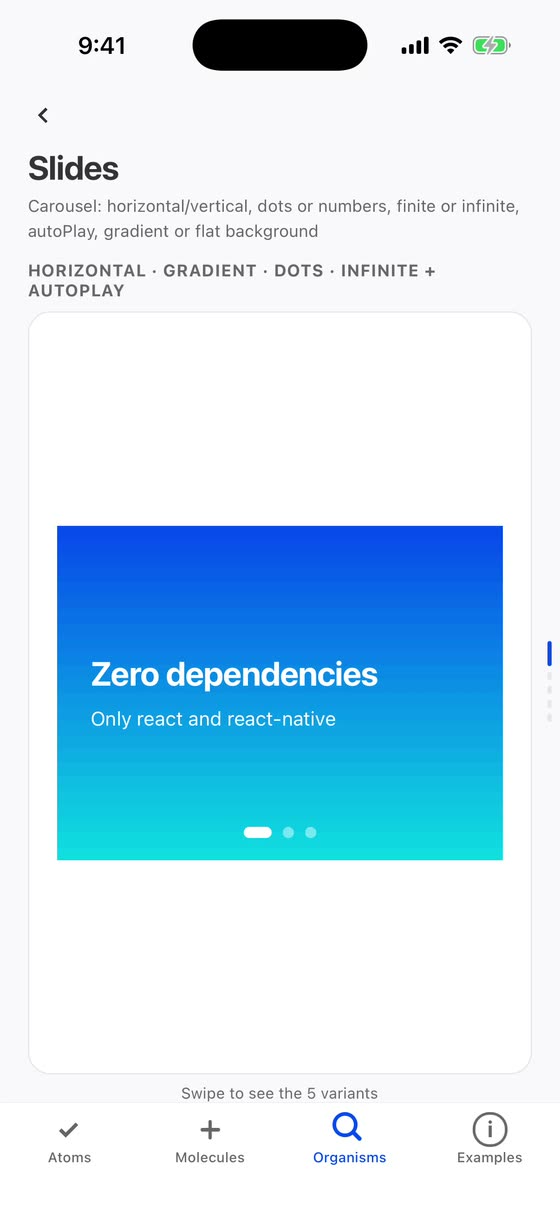 9:41
Slides
Carousel: horizontal/vertical, dots or numbers, finite or infinite,
autoPlay, gradient or flat background
HORIZONTAL · GRADIENT · DOTS · INFINITE +
AUTOPLAY
Zero dependencies
Only react and react-native
Swipe to see the 5 variants
Atoms
Molecules
Organisms
Examples